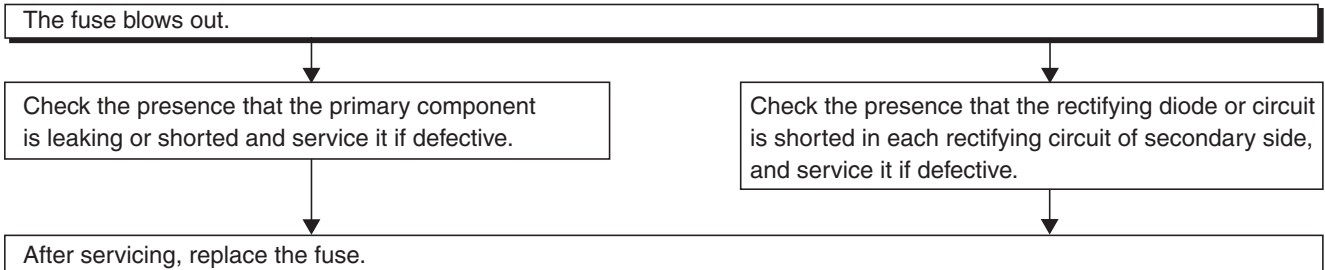 The fuse blows out.
Check the presence that the primary component
is leaking or shorted and service it if defective.
Check the presence that the rectifying diode or circuit
is shorted in each rectifying circuit of secondary side,
and service it if defective.
After servicing, replace the fuse.